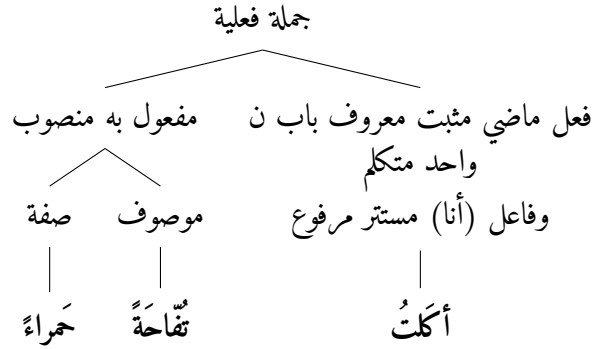 جملة فعلية
فعل ماضي مثبت معروف باب ن مفعول به منصوب
واحد متكلم
وفاعل (أنا) مستتر مرفوع موصوف صفة
أكَلتُ تُفّاحَةً حَمراءً